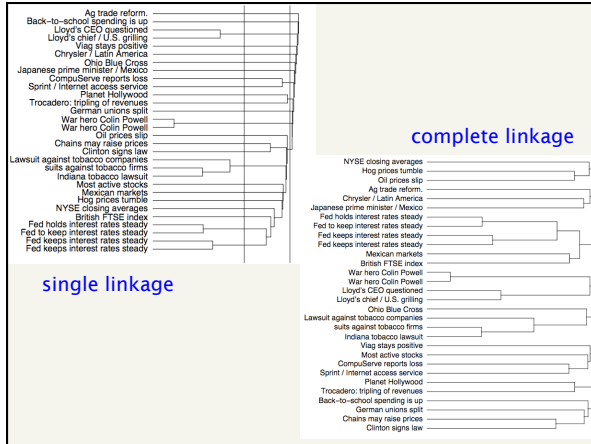 Ag trade reform.
Back−to−school spending is up
Lloyd's CEO questioned
Lloyd's chief / U.S. grilling
Viag stays positive
Chrysler / Latin America
Ohio Blue Cross
Japanese prime minister / Mexico
CompuServe reports loss
Sprint / Internet access service
Planet Hollywood
Trocadero: tripling of revenues
German unions split
War hero Colin Powell
War hero Colin Powell
Oil prices slip
Chains may raise prices
Clinton signs law
Lawsuit against tobacco companies
suits against tobacco firms
Indiana tobacco lawsuit
Most active stocks
Mexican markets
Hog prices tumble
NYSE closing averages
British FTSE index
Fed holds interest rates steady
Fed to keep interest rates steady
Fed keeps interest rates steady
Fed keeps interest rates steady
single linkage
complete linkage
NYSE closing averages
Hog prices tumble
Oil prices slip
Ag trade reform.
Chrysler / Latin America
Japanese prime minister / Mexico
Fed holds interest rates steady
Fed to keep interest rates steady
Fed keeps interest rates steady
Fed keeps interest rates steady
Mexican markets
British FTSE index
War hero Colin Powell
War hero Colin Powell
Lloyd's CEO questioned
Lloyd's chief / U.S. grilling
Ohio Blue Cross
Lawsuit against tobacco companies
suits against tobacco firms
Indiana tobacco lawsuit
Viag stays positive
Most active stocks
CompuServe reports loss
Sprint / Internet access service
Planet Hollywood
Trocadero: tripling of revenues
Back−to−school spending is up
German unions split
Chains may raise prices
Clinton signs law